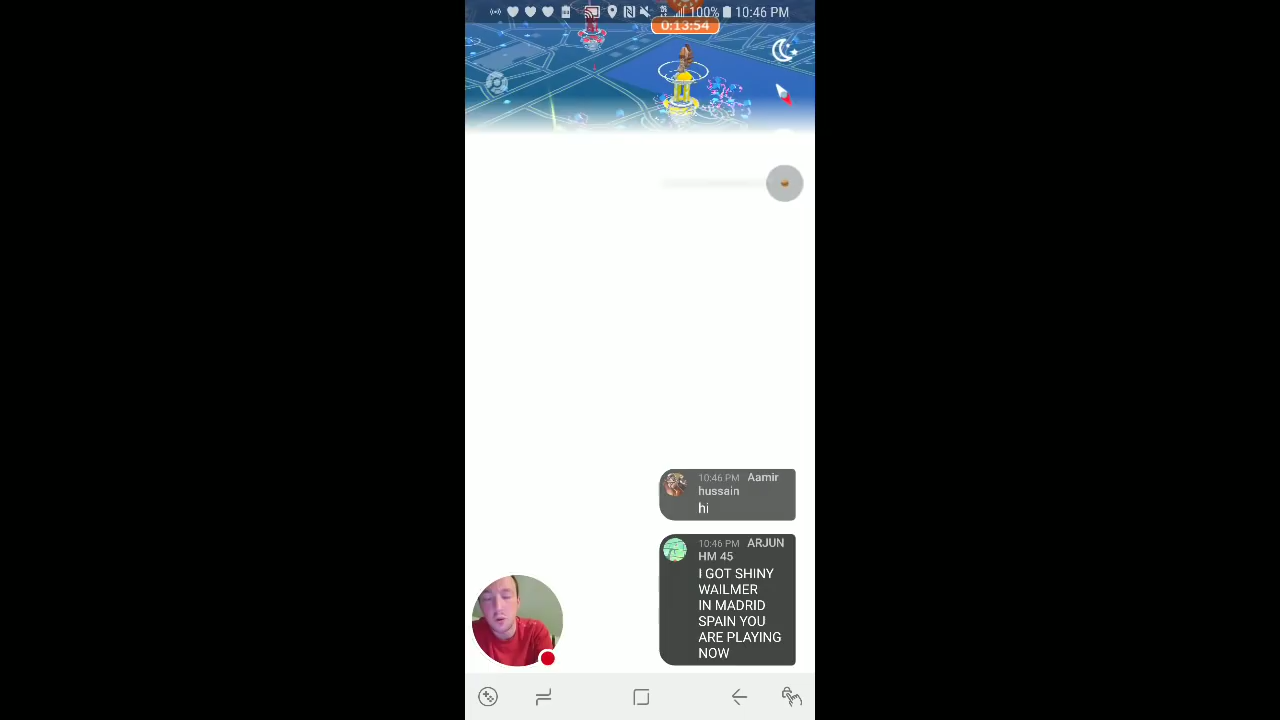 100% 10:46 PM
0:13:54
10:46 PM Aamir
hussain
hi
10:46 PM ARJUN
HM 45
I GOT SHINY
WAILMER
IN MADRID
SPAIN YOU
ARE PLAYING
NOW